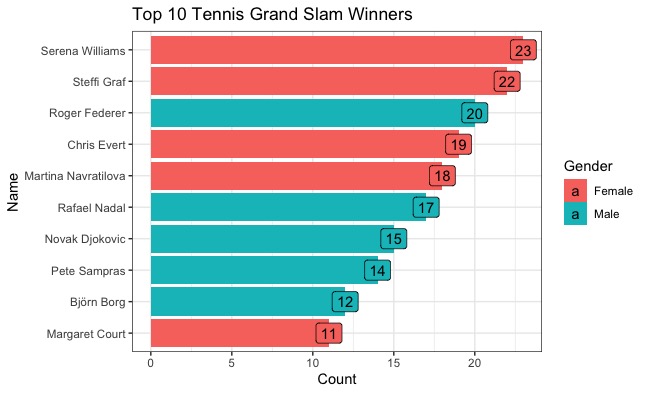 Top 10 Tennis Grand Slam Winners
Name
Serena Williams 23
Steffi Graf 22
Roger Federer 20
Chris Evert 19
Martina Navratilova 18
Rafael Nadal 17
Novak Djokovic 15
Pete Sampras 14
Björn Borg 12
Margaret Court 11
0 5 10 15 20
Count
Gender
a Female
a Male